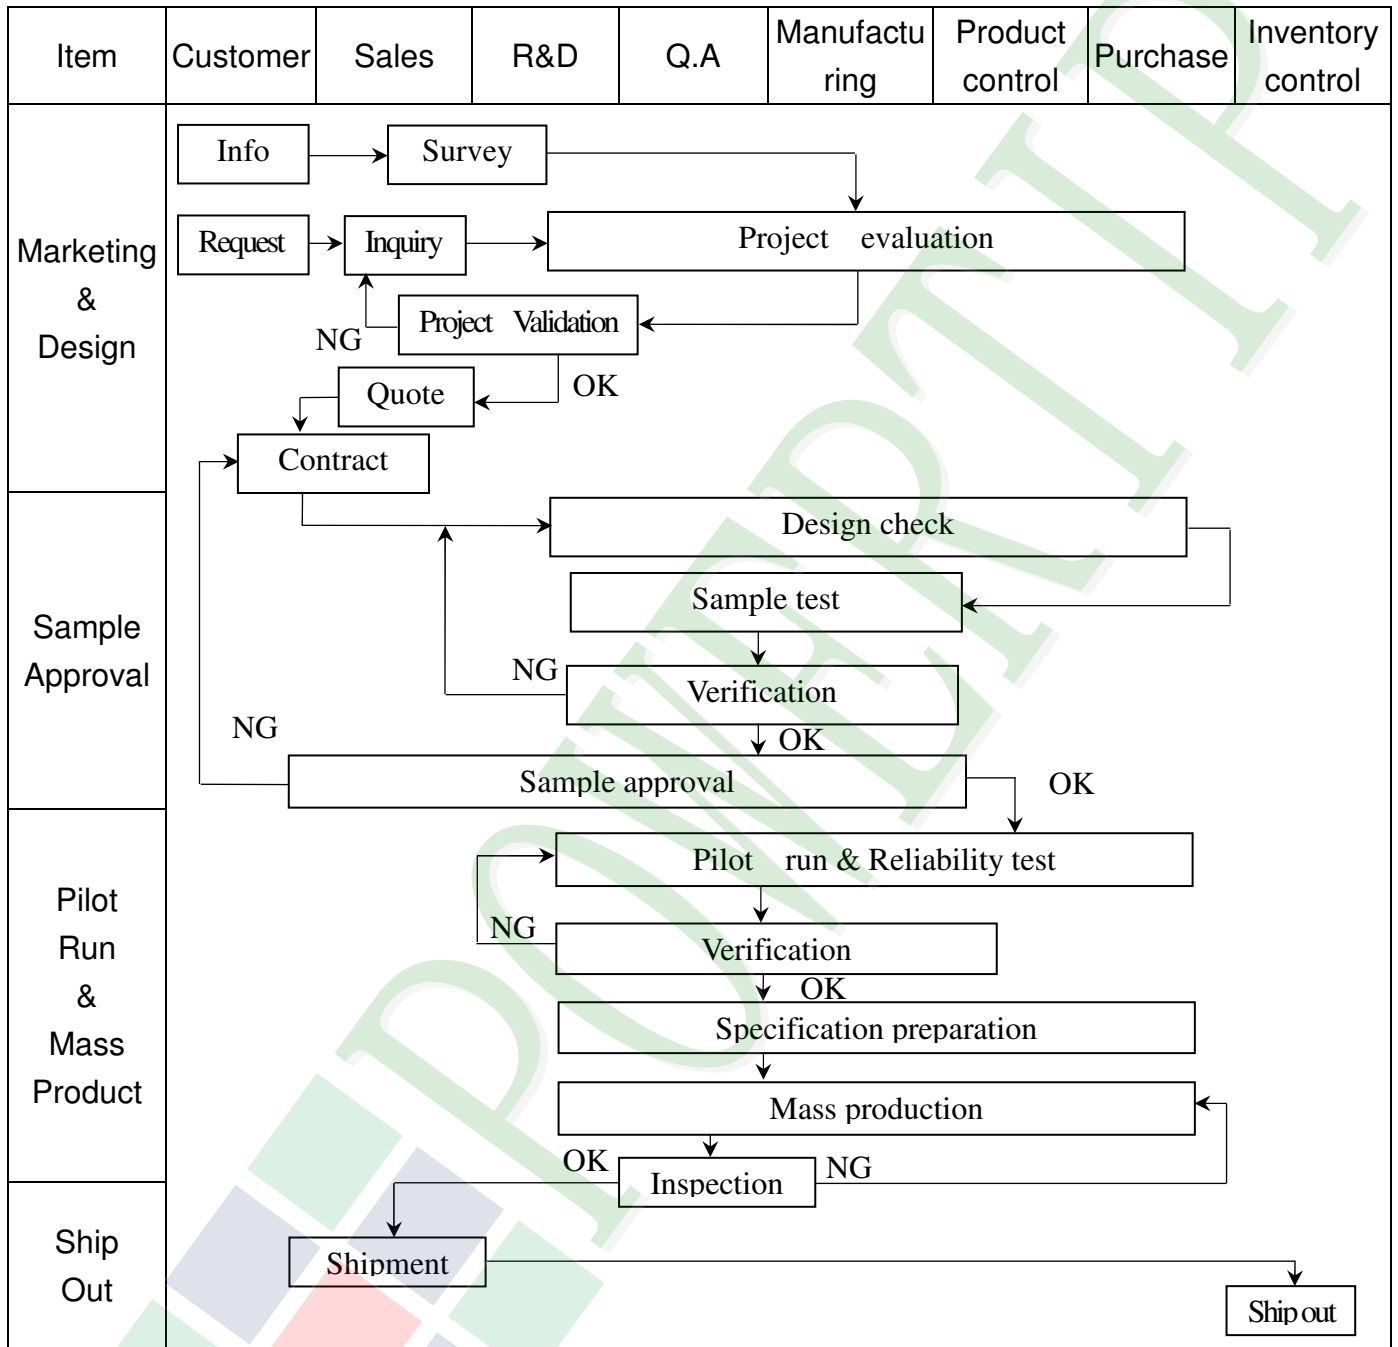 Item
Customer
Sales
R&D
Q.A
Manufactu
ring
Product
control
Purchase
Inventory
control
Marketing
&
Design
Info
Survey
Request
Inquiry
Project evaluation
Project Validation
NG
OK
Quote
Contract
Sample
Approval
Design check
Sample test
NG
Verification
NG
OK
Sample approval
OK
Pilot
Run
&
Mass
Product
Pilot run & Reliability test
NG
Verification
OK
Specification preparation
Mass production
OK
Inspection
NG
Ship
Out
Shipment
Ship out
POWERTIP